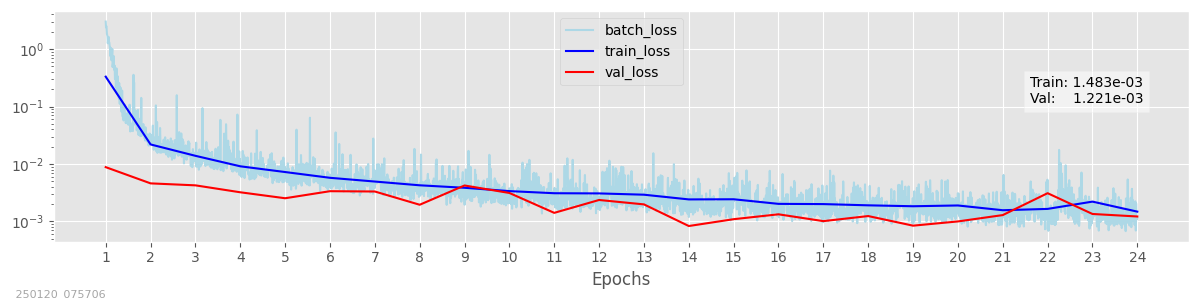 10⁰
10⁻¹
10⁻²
10⁻³
batch_loss
train_loss
val_loss
Train: 1.483e-03
Val: 1.221e-03
1 2 3 4 5 6 7 8 9 10 11 12 13 14 15 16 17 18 19 20 21 22 23 24
Epochs
250120_075706